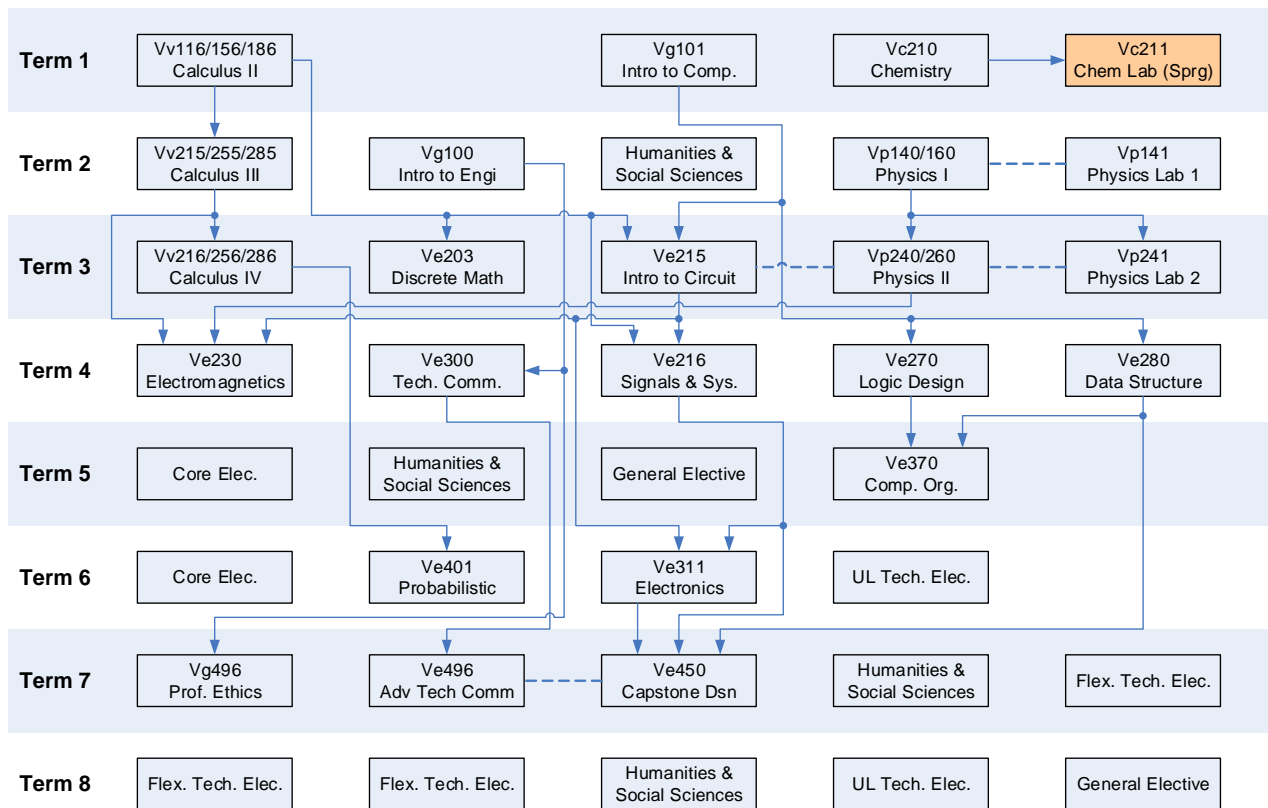 Term 1
Vv116/156/186
Calculus II
Vg101
Intro to Comp.
Vc210
Chemistry
Vc211
Chem Lab (Sprg)
Term 2
Vv215/255/285
Calculus III
Vg100
Intro to Engi
Humanities &
Social Sciences
Vp140/160
Physics I
Vp141
Physics Lab 1
Term 3
Vv216/256/286
Calculus IV
Ve203
Discrete Math
Ve215
Intro to Circuit
Vp240/260
Physics II
Vp241
Physics Lab 2
Term 4
Ve230
Electromagnetics
Ve300
Tech. Comm.
Ve216
Signals & Sys.
Ve270
Logic Design
Ve280
Data Structure
Term 5
Core Elec.
Humanities &
Social Sciences
General Elective
Ve370
Comp. Org.
Term 6
Core Elec.
Ve401
Probabilistic
Ve311
Electronics
UL Tech. Elec.
Term 7
Vg496
Prof. Ethics
Ve496
Adv Tech Comm
Ve450
Capstone Dsn
Humanities &
Social Sciences
Flex. Tech. Elec.
Term 8
Flex. Tech. Elec.
Flex. Tech. Elec.
Humanities &
Social Sciences
UL Tech. Elec.
General Elective